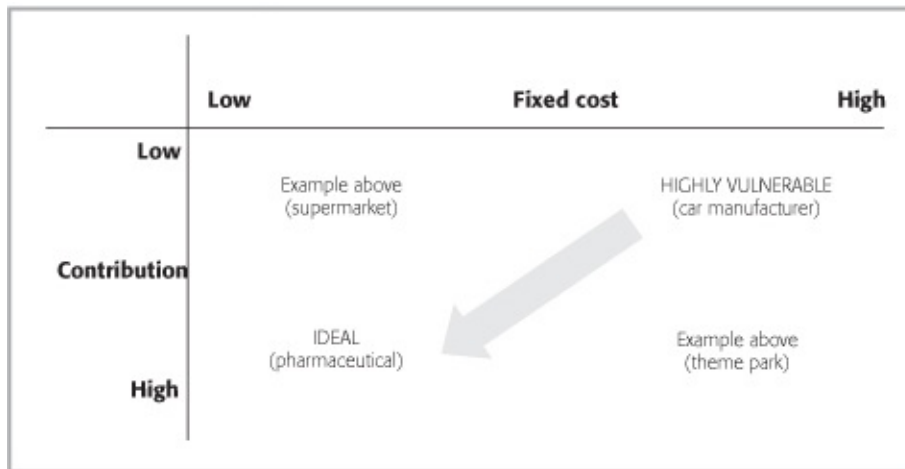 Low Fixed cost High
Low
Example above HIGHLY VULNERABLE
(supermarket) (car manufacturer)
Contribution
IDEAL Example above
(pharmaceutical) (theme park)
High